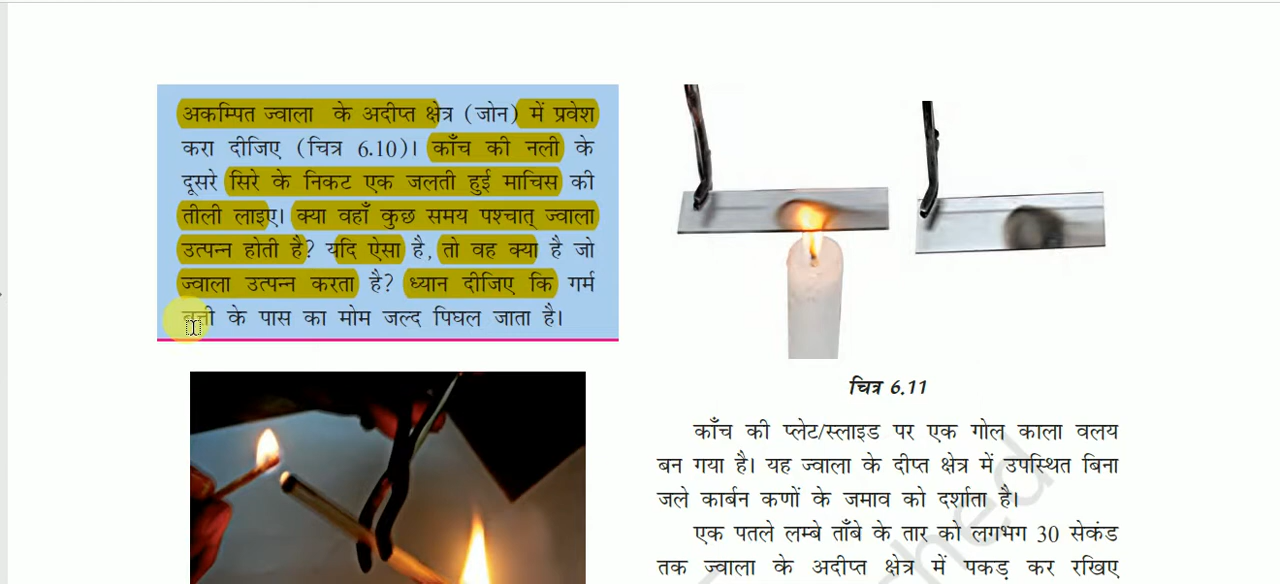 अकम्पित ज्वाला के अदीप्त क्षेत्र (जोन) में प्रवेश
करा दीजिए (चित्र 6.10)। काँच की नली के
दूसरे सिरे के निकट एक जलती हुई माचिस की
तीली लाइए। क्या वहाँ कुछ समय पश्चात् ज्वाला
उत्पन्न होती है? यदि ऐसा है, तो वह क्या है जो
ज्वाला उत्पन्न करता है? ध्यान दीजिए कि गर्म
बत्ती के पास का मोम जल्द पिघल जाता है।
चित्र 6.11
काँच की प्लेट/स्लाइड पर एक गोल काला वलय
बन गया है। यह ज्वाला के दीप्त क्षेत्र में उपस्थित बिना
जले कार्बन कणों के जमाव को दर्शाता है।
एक पतले लम्बे ताँबे के तार को लगभग 30 सेकंड
तक ज्वाला के अदीप्त क्षेत्र में पकड़ कर रखिए